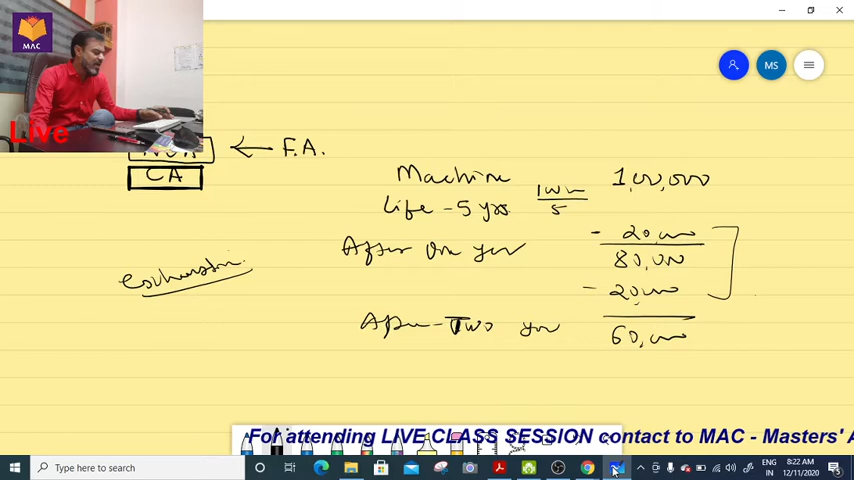 MAC
MS
Live
← F.A.
CA
Machine 1,00,000
Life - 5 yrs.
5
- 20,000
After One year 80,000
- 20,000
After - Two yr 60,000
For attending LIVE CLASS SESSION contact to MAC - Masters' A
Type here to search
ENG
IN
8:22 AM
12/11/2020